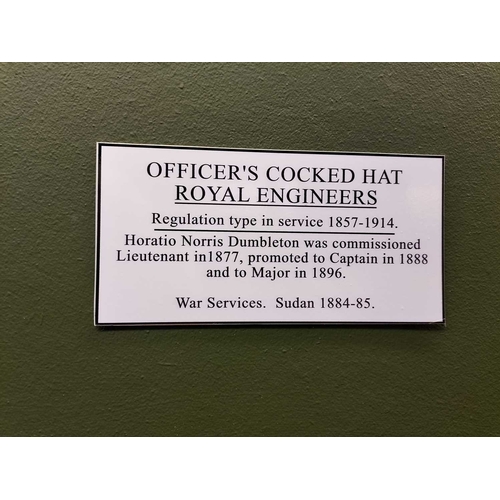 OFFICER'S COCKED HAT
ROYAL ENGINEERS
Regulation type in service 1857-1914.
Horatio Norris Dumbleton was commissioned
Lieutenant in1877, promoted to Captain in 1888
and to Major in 1896.
War Services. Sudan 1884-85.